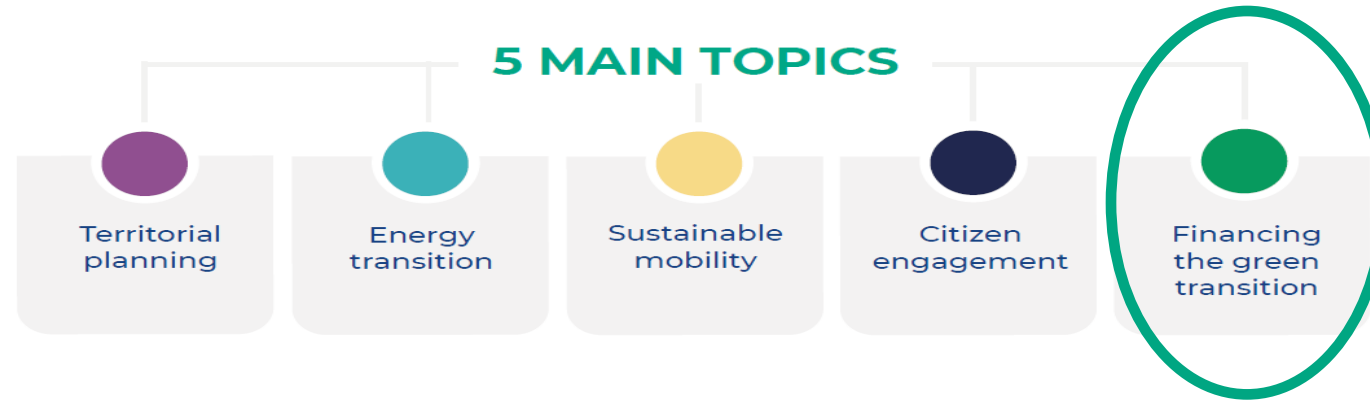 5 MAIN TOPICS
Territorial
planning
Energy
transition
Sustainable
mobility
Citizen
engagement
Financing
the green
transition